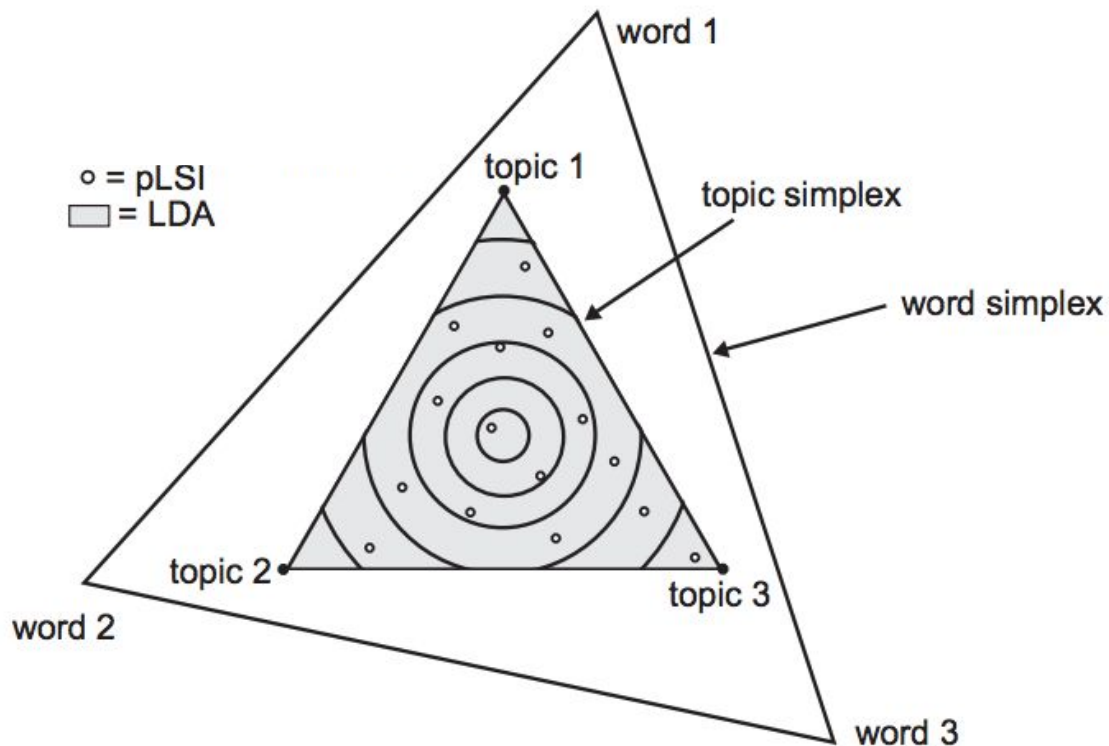 word 1
topic 1
○ = pLSI
= LDA
topic simplex
word simplex
topic 2
topic 3
word 2
word 3